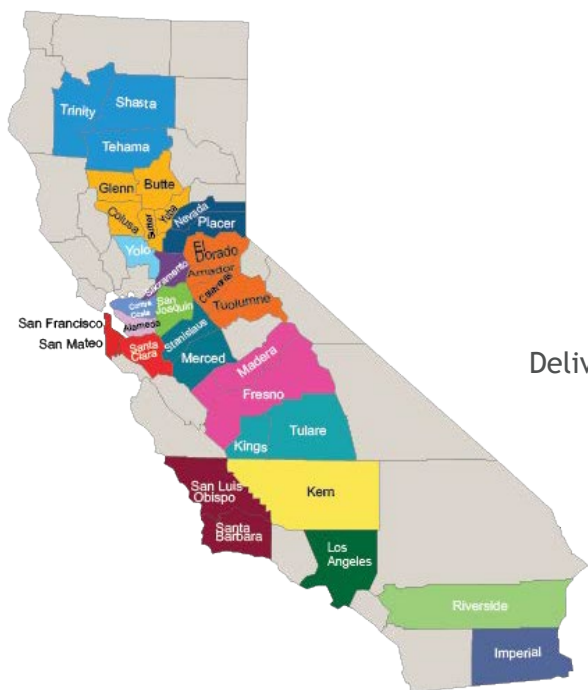 Trinity
Shasta
Tehama
Glenn
Butte
Colusa
Sutter
Yuba
Nevada
Placer
Yolo
Sacramento
El
Dorado
Amador
Calaveras
Tuolumne
Contra
Costa
San
Joaquin
Alameda
San Francisco
San Mateo
Santa
Clara
Stanislaus
Merced
Madera
Fresno
Kings
Tulare
San Luis
Obispo
Kern
Santa
Barbara
Los
Angeles
Riverside
Imperial
Deliv